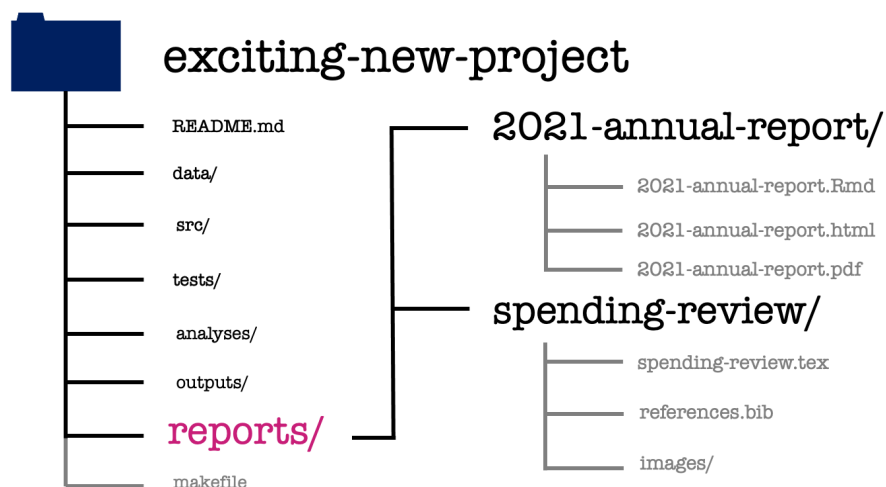 exciting-new-project
README.md
data/
src/
tests/
analyses/
outputs/
reports/
makefile
2021-annual-report/
2021-annual-report.Rmd
2021-annual-report.html
2021-annual-report.pdf
spending-review/
spending-review.tex
references.bib
images/